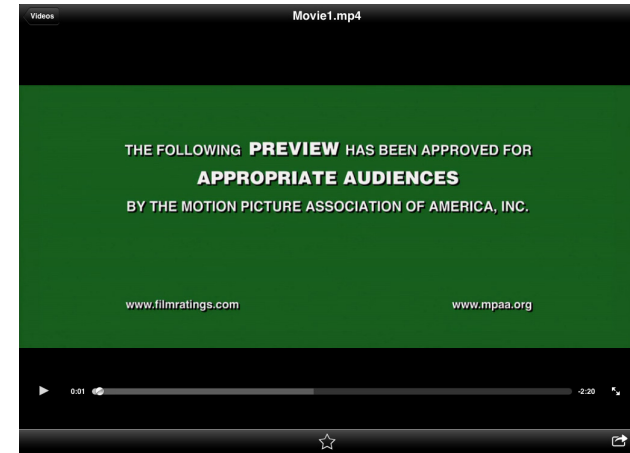 Videos
Movie1.mp4
THE FOLLOWING PREVIEW HAS BEEN APPROVED FOR
APPROPRIATE AUDIENCES
BY THE MOTION PICTURE ASSOCIATION OF AMERICA, INC.
www.filmratings.com www.mpaa.org
0:01 -2:20